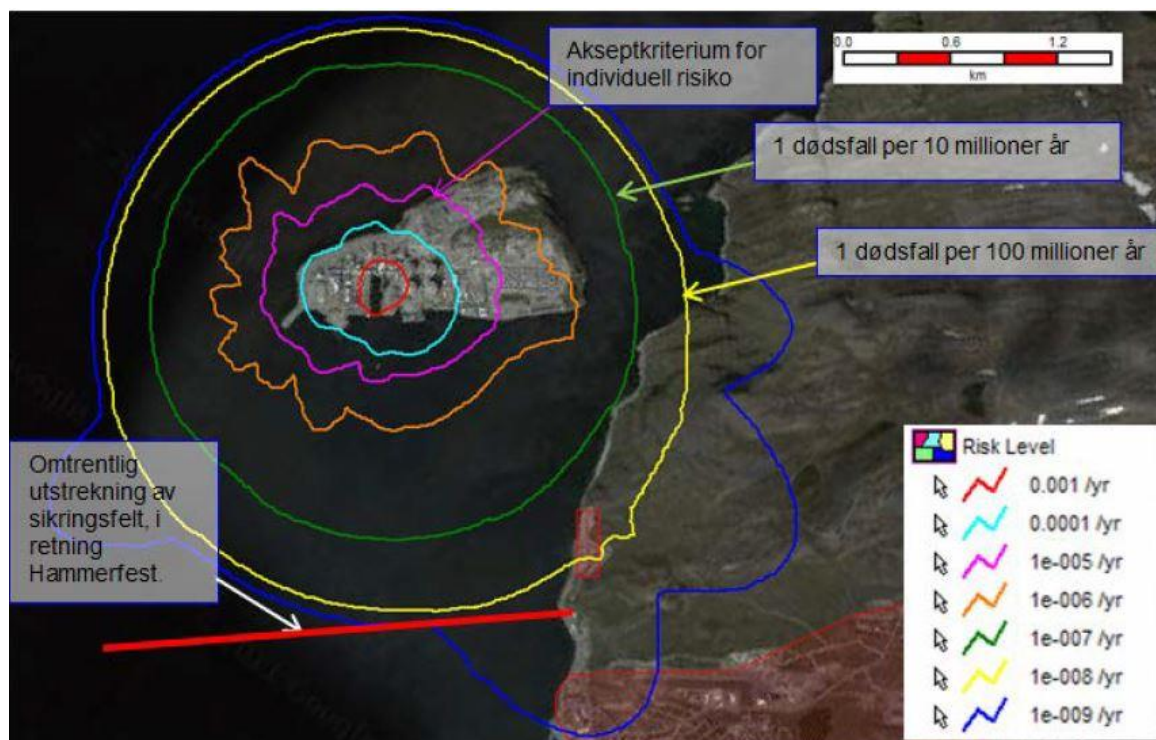 Akseptkriterium for
individuell risiko
0.0 0.6 1.2
km
1 dødsfall per 10 millioner år
1 dødsfall per 100 millioner år
Omtrentlig
utstrekning av
sikringsfelt, i
retning
Hammerfest.
Risk Level
0.001 /yr
0.0001 /yr
1e-005 /yr
1e-006 /yr
1e-007 /yr
1e-008 /yr
1e-009 /yr